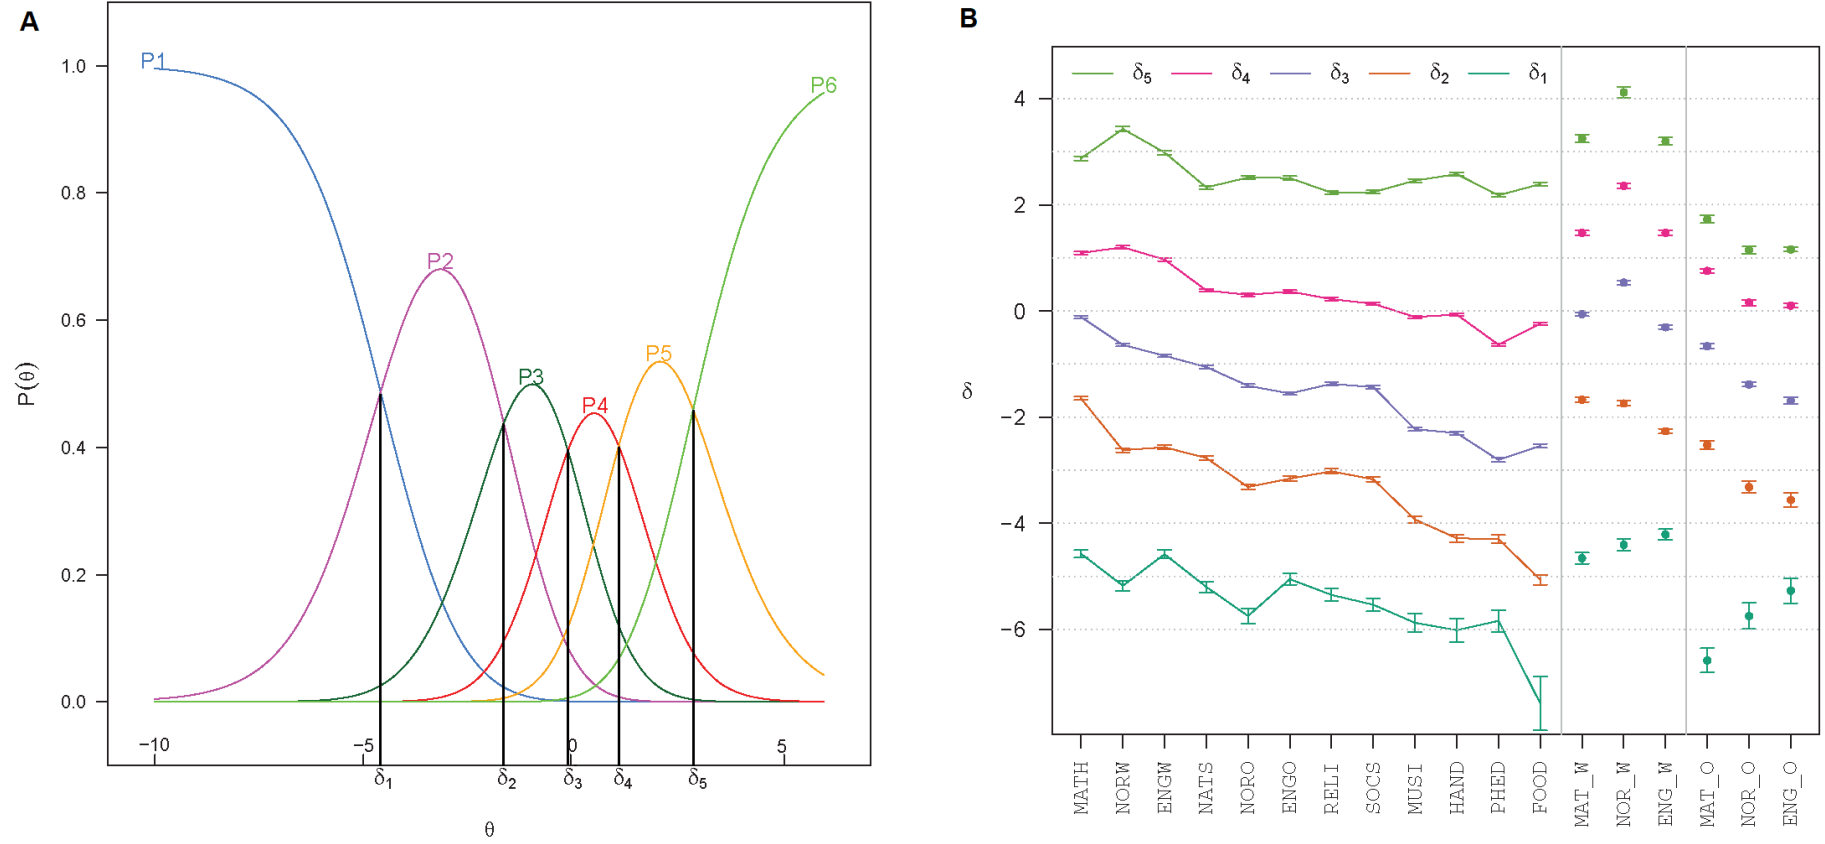 A
P(θ)
1.0
0.8
0.6
0.4
0.2
0.0
P1
P2
P3
P4
P5
P6
−10
−5
0
5
δ1
δ2
δ3
δ4
δ5
θ
B
δ5
δ4
δ3
δ2
δ1
δ
4
2
0
−2
−4
−6
MATH
NORW
ENGW
NATS
NORO
ENGO
RELI
SOCS
MUSI
HAND
PHED
FOOD
MAT_W
NOR_W
ENG_W
MAT_O
NOR_O
ENG_O